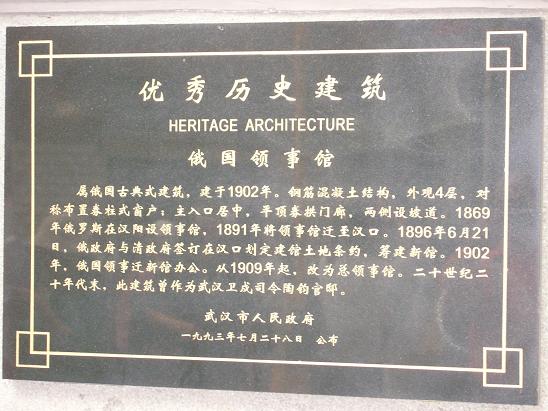 优秀历史建筑
HERITAGE ARCHITECTURE
俄国领事馆
属俄国古典式建筑，建于1902年。钢筋混凝土结构，外观4层，对
称布置券柱式窗户；主入口居中，平顶券拱门廊，两侧设坡道。1869
年俄罗斯在汉阳设领事馆，1891年将领事馆迁至汉口。1896年6月21
日，俄政府与清政府签订在汉口划定建馆土地条约，筹建新馆。1902
年，俄国领事迁新馆办公。从1909年起，改为总领事馆。二十世纪二
十年代末，此建筑曾作为武汉卫戍司令陶钧官邸。
武汉市人民政府
一九九三年七月二十八日 公布